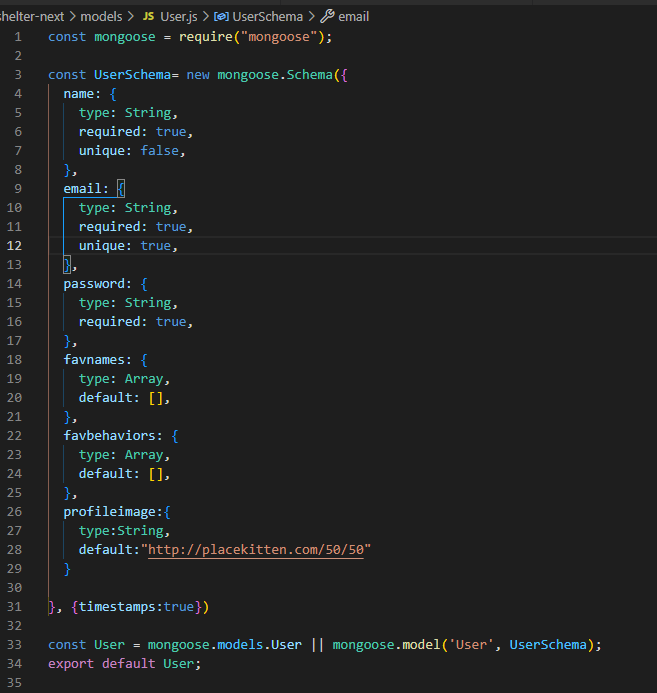 shelter-next > models > JS User.js > UserSchema > email
1 const mongoose = require("mongoose");
2
3 const UserSchema= new mongoose.Schema({
4   name: {
5     type: String,
6     required: true,
7     unique: false,
8   },
9   email: {
10     type: String,
11     required: true,
12     unique: true,
13   },
14   password: {
15     type: String,
16     required: true,
17   },
18   favnames: {
19     type: Array,
20     default: [],
21   },
22   favbehaviors: {
23     type: Array,
24     default: [],
25   },
26   profileimage:{
27     type:String,
28     default:"http://placekitten.com/50/50"
29   }
30
31 }, {timestamps:true})
32
33 const User = mongoose.models.User || mongoose.model('User', UserSchema);
34 export default User;
35